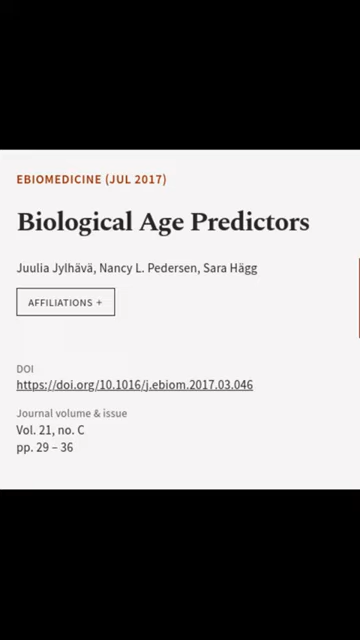 EBIOMEDICINE (JUL 2017)
Biological Age Predictors
Juulia Jylhävä, Nancy L. Pedersen, Sara Hägg
AFFILIATIONS +
DOI
https://doi.org/10.1016/j.ebiom.2017.03.046
Journal volume & issue
Vol. 21, no. C
pp. 29 – 36